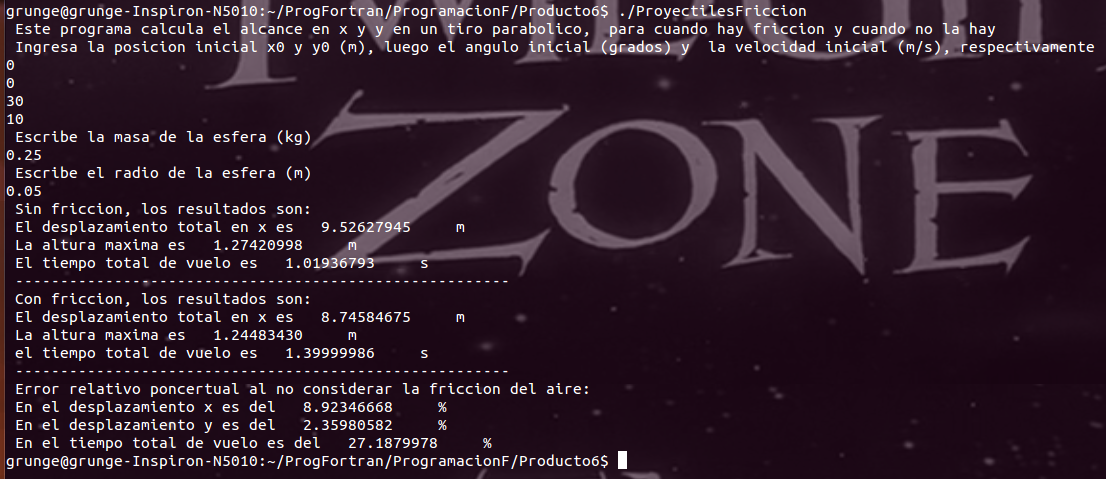 grunge@grunge-Inspiron-N5010:~/ProgFortran/ProgramacionF/Producto6$ ./ProyectilesFriccion
Este programa calcula el alcance en x y y en un tiro parabolico,  para cuando hay friccion y cuando no la hay
Ingresa la posicion inicial x0 y y0 (m), luego el angulo inicial (grados) y  la velocidad inicial (m/s), respectivamente
0
0
30
10
Escribe la masa de la esfera (kg)
0.25
Escribe el radio de la esfera (m)
0.05
Sin friccion, los resultados son:
El desplazamiento total en x es   9.52627945     m
La altura maxima es   1.27420998     m
El tiempo total de vuelo es   1.01936793     s
-------------------------------------------------------
Con friccion, los resultados son:
El desplazamiento total en x es   8.74584675     m
La altura maxima es   1.24483430     m
el tiempo total de vuelo es   1.39999986     s
-------------------------------------------------------
Error relativo poncertual al no considerar la friccion del aire:
En el desplazamiento x es del   8.92346668     %
En el desplazamiento y es del   2.35980582     %
En el tiempo total de vuelo es del   27.1879978     %
grunge@grunge-Inspiron-N5010:~/ProgFortran/ProgramacionF/Producto6$
ZONE